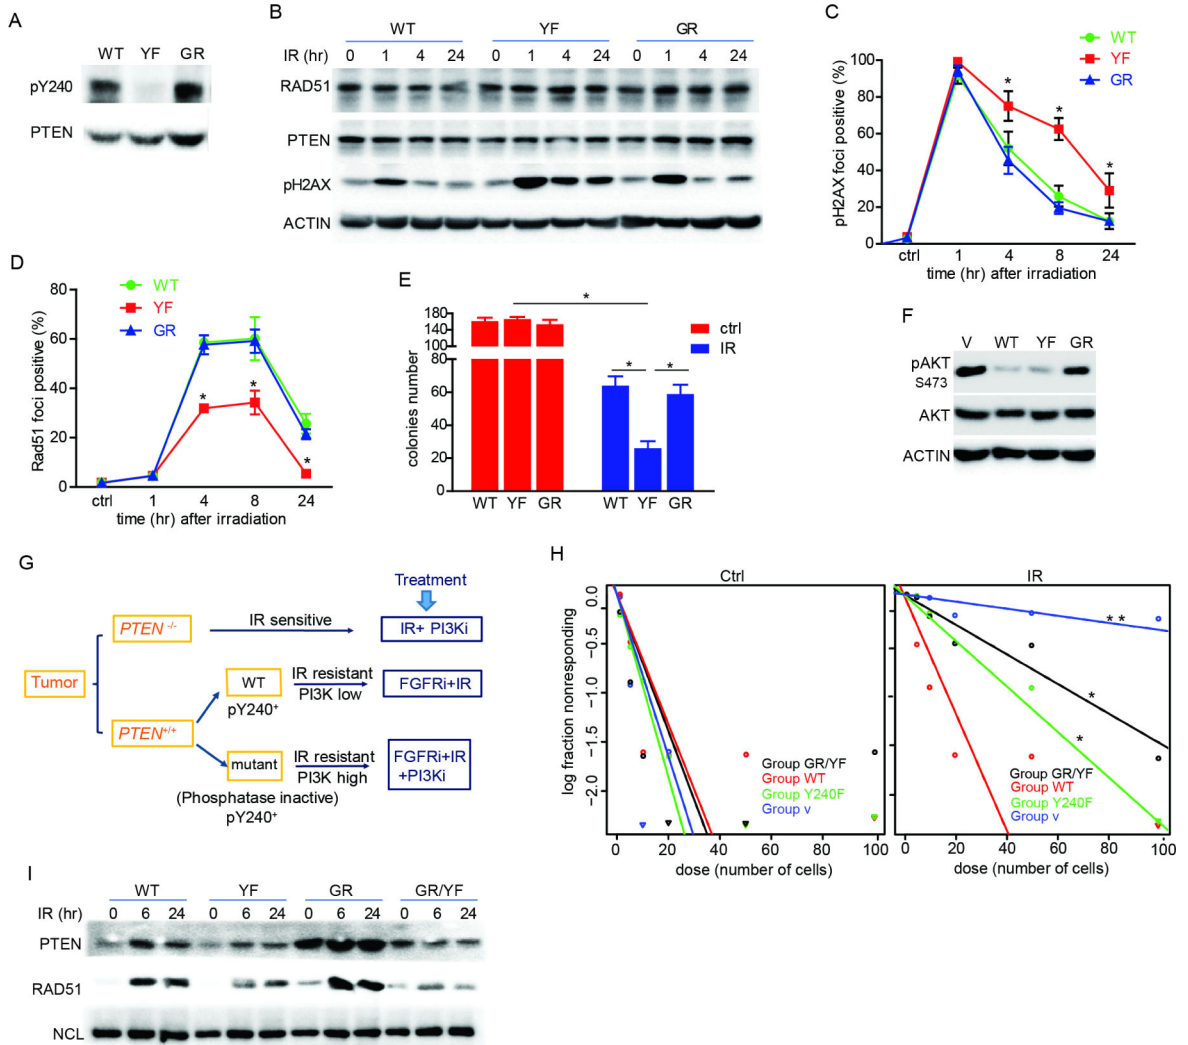 A
WT YF GR
pY240
PTEN
B
WT YF GR
IR (hr) 0 1 4 24 0 1 4 24 0 1 4 24
RAD51
PTEN
pH2AX
ACTIN
C
WT
YF
GR
pH2AX foci positive (%)
100
80
60
40
20
0
* * *
ctrl 1 4 8 24
time (hr) after irradiation
D
WT
YF
GR
Rad51 foci positive (%)
80
60
40
20
0
* * *
ctrl 1 4 8 24
time (hr) after irradiation
E
ctrl
IR
colonies number
180
140
100
60
40
20
0
*
* *
WT YF GR WT YF GR
F
V WT YF GR
pAKT
S473
AKT
ACTIN
G
Treatment
Tumor
PTEN -/-
IR sensitive
IR+ PI3Ki
PTEN+/+
WT
pY240+
IR resistant
PI3K low
FGFRi+IR
mutant
(Phosphatase inactive)
pY240+
IR resistant
PI3K high
FGFRi+IR
+PI3Ki
H
Ctrl
log fraction nonresponding
0.0
−0.5
−1.0
−1.5
−2.0
Group GR/YF
Group WT
Group Y240F
Group v
0 20 40 60 80 100
dose (number of cells)
IR
* *
*
*
Group GR/YF
Group WT
Group Y240F
Group v
0 20 40 60 80 100
dose (number of cells)
I
WT YF GR GR/YF
IR (hr) 0 6 24 0 6 24 0 6 24 0 6 24
PTEN
RAD51
NCL